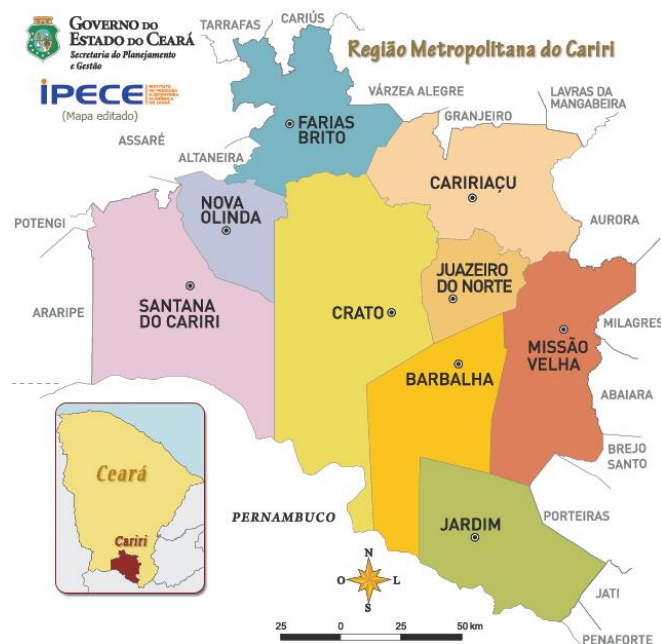 GOVERNO DO
ESTADO DO CEARÁ
Secretaria do Planejamento
e Gestão
IPECE
(Mapa editado)
Região Metropolitana do Cariri
TARRAFAS
CARIÚS
VÁRZEA ALEGRE
LAVRAS DA
MANGABEIRA
GRANJEIRO
FARIAS
BRITO
ASSARÉ
ALTANEIRA
CARIRIAÇU
NOVA
OLINDA
POTENGI
AURORA
JUAZEIRO
DO NORTE
SANTANA
DO CARIRI
CRATO
ARARIPE
MILAGRES
MISSÃO
VELHA
BARBALHA
ABAIARA
BREJO
SANTO
Ceará
Cariri
PERNAMBUCO
PORTEIRAS
JARDIM
N
O
L
S
JATI
PENAFORTE
25 0 25 50 km